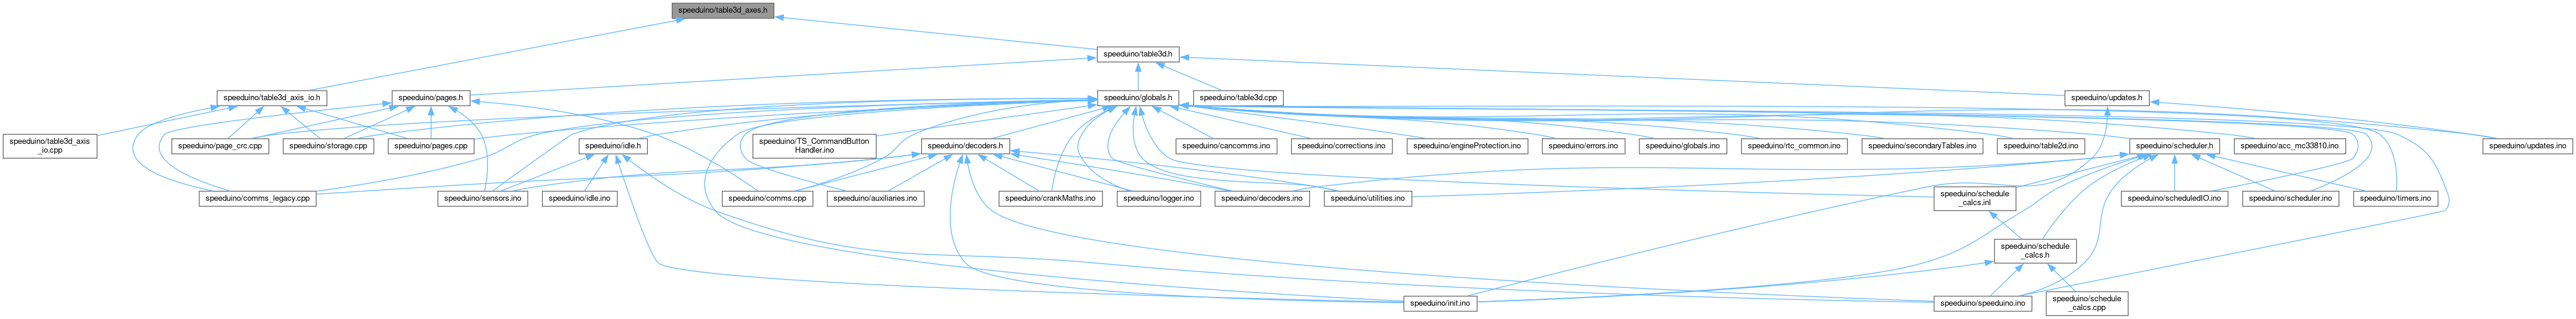 speeduino/table3d_axes.h
speeduino/table3d.h
speeduino/table3d_axis_io.h
speeduino/pages.h
speeduino/globals.h
speeduino/table3d.cpp
speeduino/updates.h
speeduino/table3d_axis
_io.cpp
speeduino/page_crc.cpp
speeduino/storage.cpp
speeduino/pages.cpp
speeduino/idle.h
speeduino/TS_CommandButton
Handler.ino
speeduino/decoders.h
speeduino/cancomms.ino
speeduino/corrections.ino
speeduino/engineProtection.ino
speeduino/errors.ino
speeduino/globals.ino
speeduino/rtc_common.ino
speeduino/secondaryTables.ino
speeduino/table2d.ino
speeduino/scheduler.h
speeduino/acc_mc33810.ino
speeduino/updates.ino
speeduino/comms_legacy.cpp
speeduino/sensors.ino
speeduino/idle.ino
speeduino/comms.cpp
speeduino/auxiliaries.ino
speeduino/crankMaths.ino
speeduino/logger.ino
speeduino/decoders.ino
speeduino/utilities.ino
speeduino/schedule
_calcs.inl
speeduino/scheduledIO.ino
speeduino/scheduler.ino
speeduino/timers.ino
speeduino/schedule
_calcs.h
speeduino/init.ino
speeduino/speeduino.ino
speeduino/schedule
_calcs.cpp